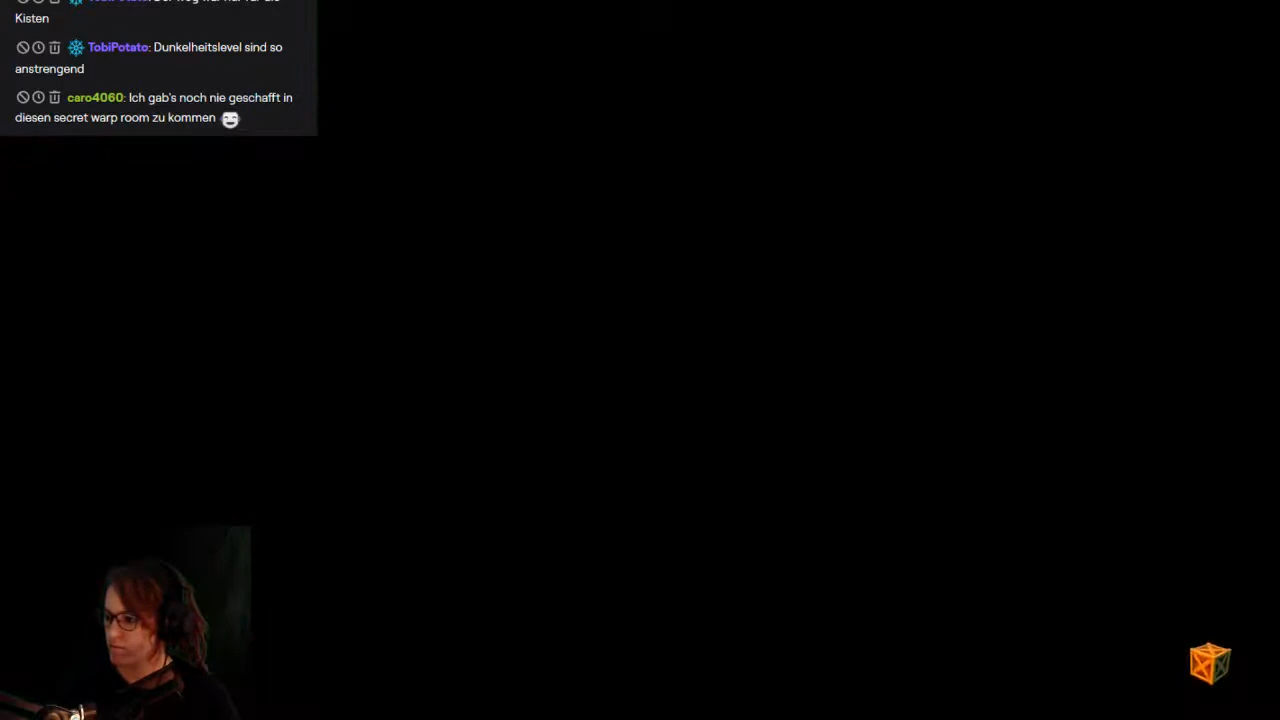 Kisten
TobiPotato: Dunkelheitslevel sind so
anstrengend
caro4060: Ich gab's noch nie geschafft in
diesen secret warp room zu kommen